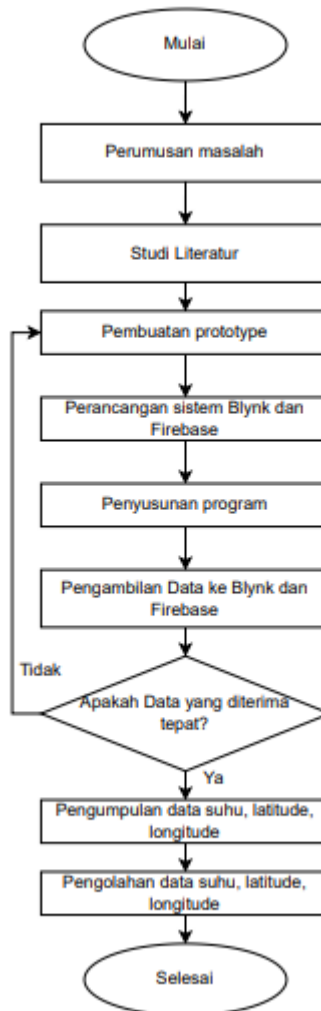 Mulai
Perumusan masalah
Studi Literatur
Pembuatan prototype
Perancangan sistem Blynk dan
Firebase
Penyusunan program
Pengambilan Data ke Blynk dan
Firebase
Tidak
Apakah Data yang diterima
tepat?
Ya
Pengumpulan data suhu, latitude,
longitude
Pengolahan data suhu, latitude,
longitude
Selesai